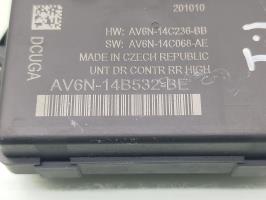 201010
HW: AV6N-14C236-BB
SW: AV6N-14C068-AE
MADE IN CZECH REPUBLIC
UNT DR CONTR RR HIGH
DCUGA
AV6N-14B532-BE